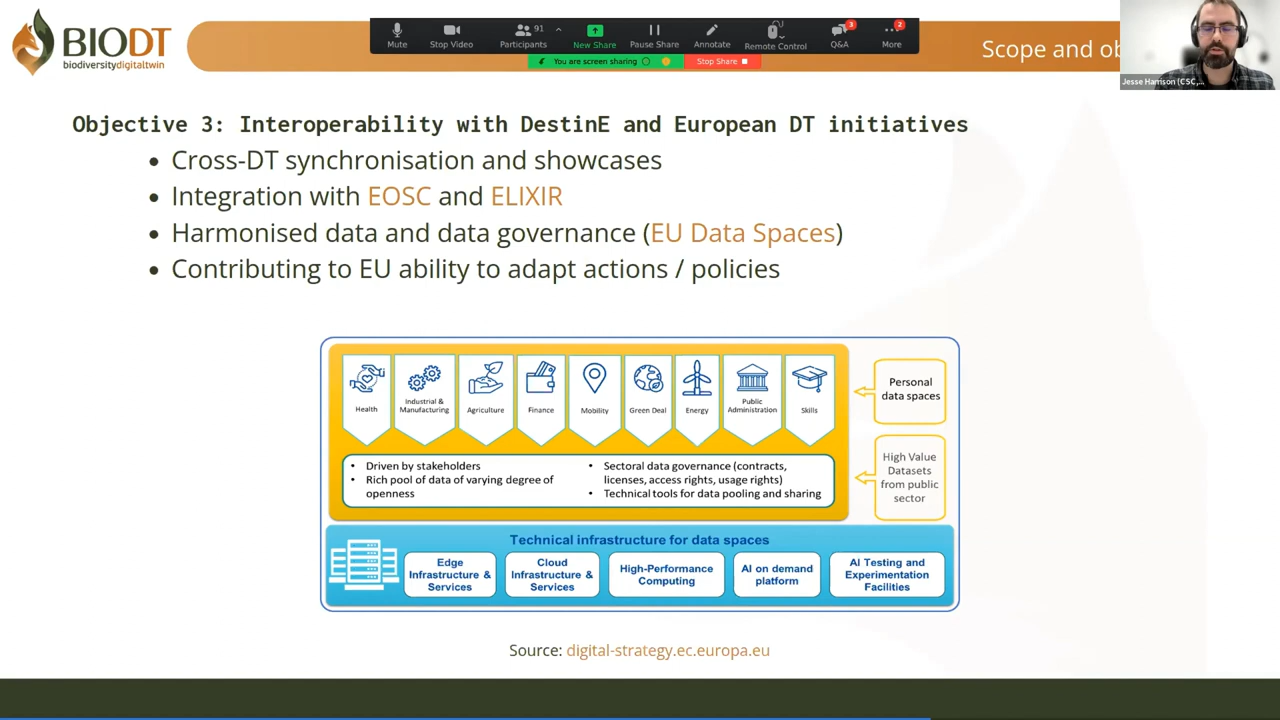 BIODT
biodiversitydigitaltwin
Mute
Stop Video
91
Participants
New Share
Pause Share
Annotate
Remote Control
3
Q&A
2
More
You are screen sharing
Stop Share
Scope and ob
Jesse Harrison (CSC,...
Objective 3: Interoperability with DestinE and European DT initiatives
• Cross-DT synchronisation and showcases
• Integration with EOSC and ELIXIR
• Harmonised data and data governance (EU Data Spaces)
• Contributing to EU ability to adapt actions / policies
Health
Industrial &
Manufacturing
Agriculture
Finance
Mobility
Green Deal
Energy
Public
Administration
Skills
Personal
data spaces
• Driven by stakeholders
• Rich pool of data of varying degree of
openness
• Sectoral data governance (contracts,
licenses, access rights, usage rights)
• Technical tools for data pooling and sharing
High Value
Datasets
from public
sector
Technical infrastructure for data spaces
Edge
Infrastructure &
Services
Cloud
Infrastructure &
Services
High-Performance
Computing
AI on demand
platform
AI Testing and
Experimentation
Facilities
Source: digital-strategy.ec.europa.eu